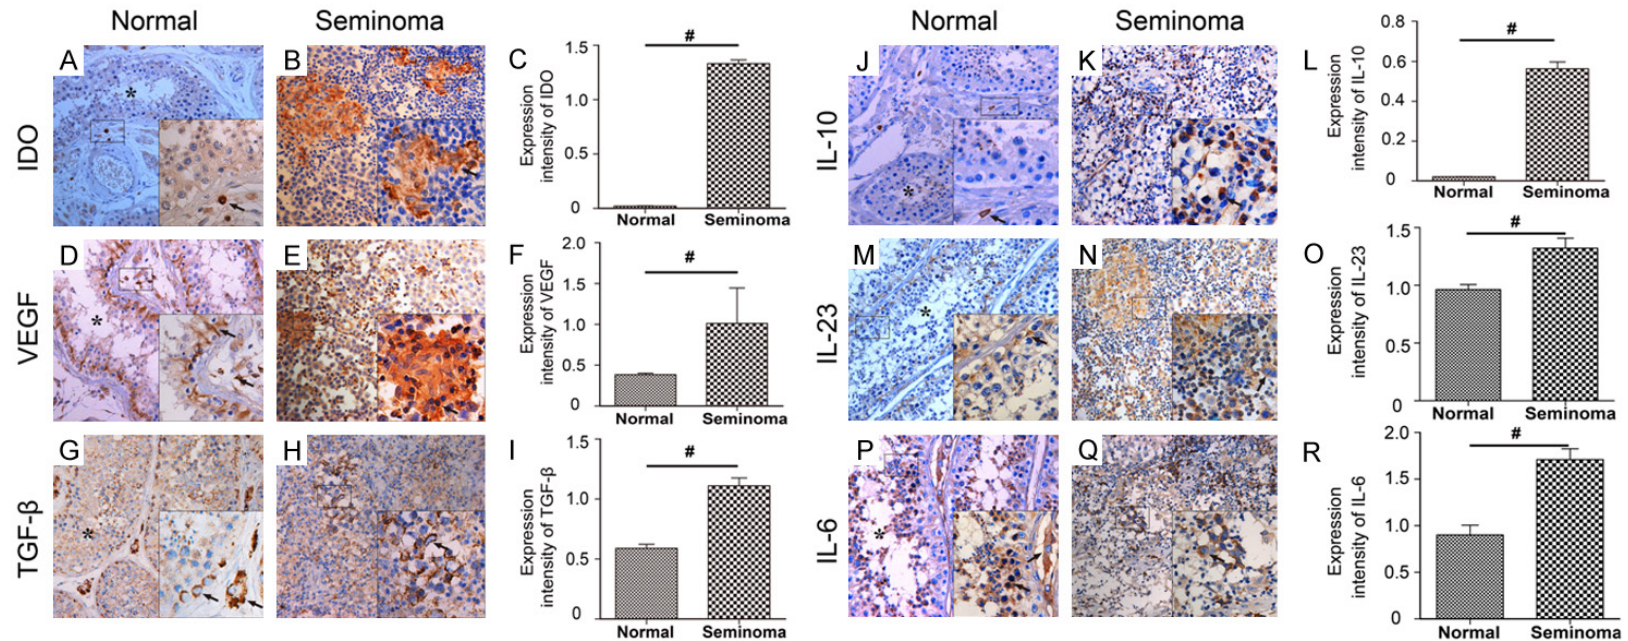 Normal Seminoma Normal Seminoma
IDO
A
*
B
C
Expression
intensity of IDO
1.5
1.0
0.5
0
#
Normal Seminoma
VEGF
D
*
E
F
Expression
intensity of VEGF
2.0
1.5
1.0
0.5
0
#
Normal Seminoma
TGF-β
G
*
H
I
Expression
intensity of TGF-β
1.5
1.0
0.5
0
#
Normal Seminoma
IL-10
J
*
K
L
Expression
intensity of IL-10
0.8
0.6
0.4
0.2
0
#
Normal Seminoma
IL-23
M
*
N
O
Expression
intensity of IL-23
1.5
1.0
0.5
0
#
Normal Seminoma
IL-6
P
*
Q
R
Expression
intensity of IL-6
2.0
1.5
1.0
0.5
0
#
Normal Seminoma